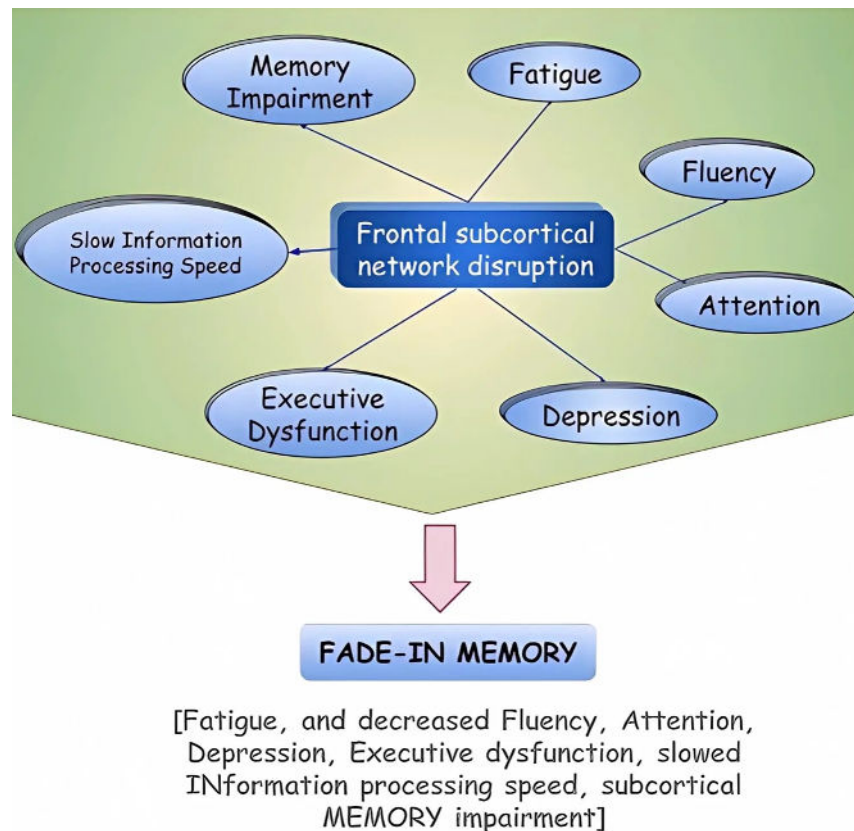 Memory
Impairment
Fatigue
Fluency
Slow Information
Processing Speed
Frontal subcortical
network disruption
Attention
Executive
Dysfunction
Depression
FADE-IN MEMORY
[Fatigue, and decreased Fluency, Attention,
Depression, Executive dysfunction, slowed
INformation processing speed, subcortical
MEMORY impairment]